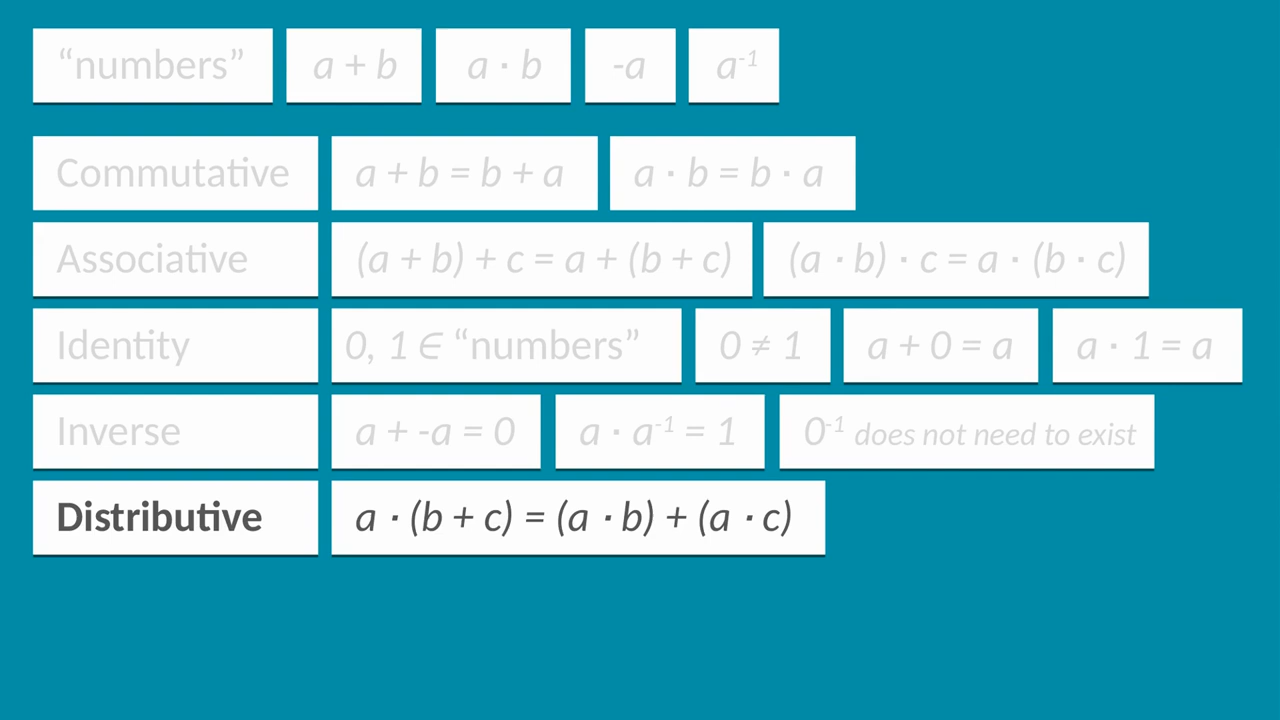 “numbers” a + b a · b -a a⁻¹
Commutative a + b = b + a a · b = b · a
Associative (a + b) + c = a + (b + c) (a · b) · c = a · (b · c)
Identity 0, 1 ∈ “numbers” 0 ≠ 1 a + 0 = a a · 1 = a
Inverse a + -a = 0 a · a⁻¹ = 1 0⁻¹ does not need to exist
Distributive a · (b + c) = (a · b) + (a · c)